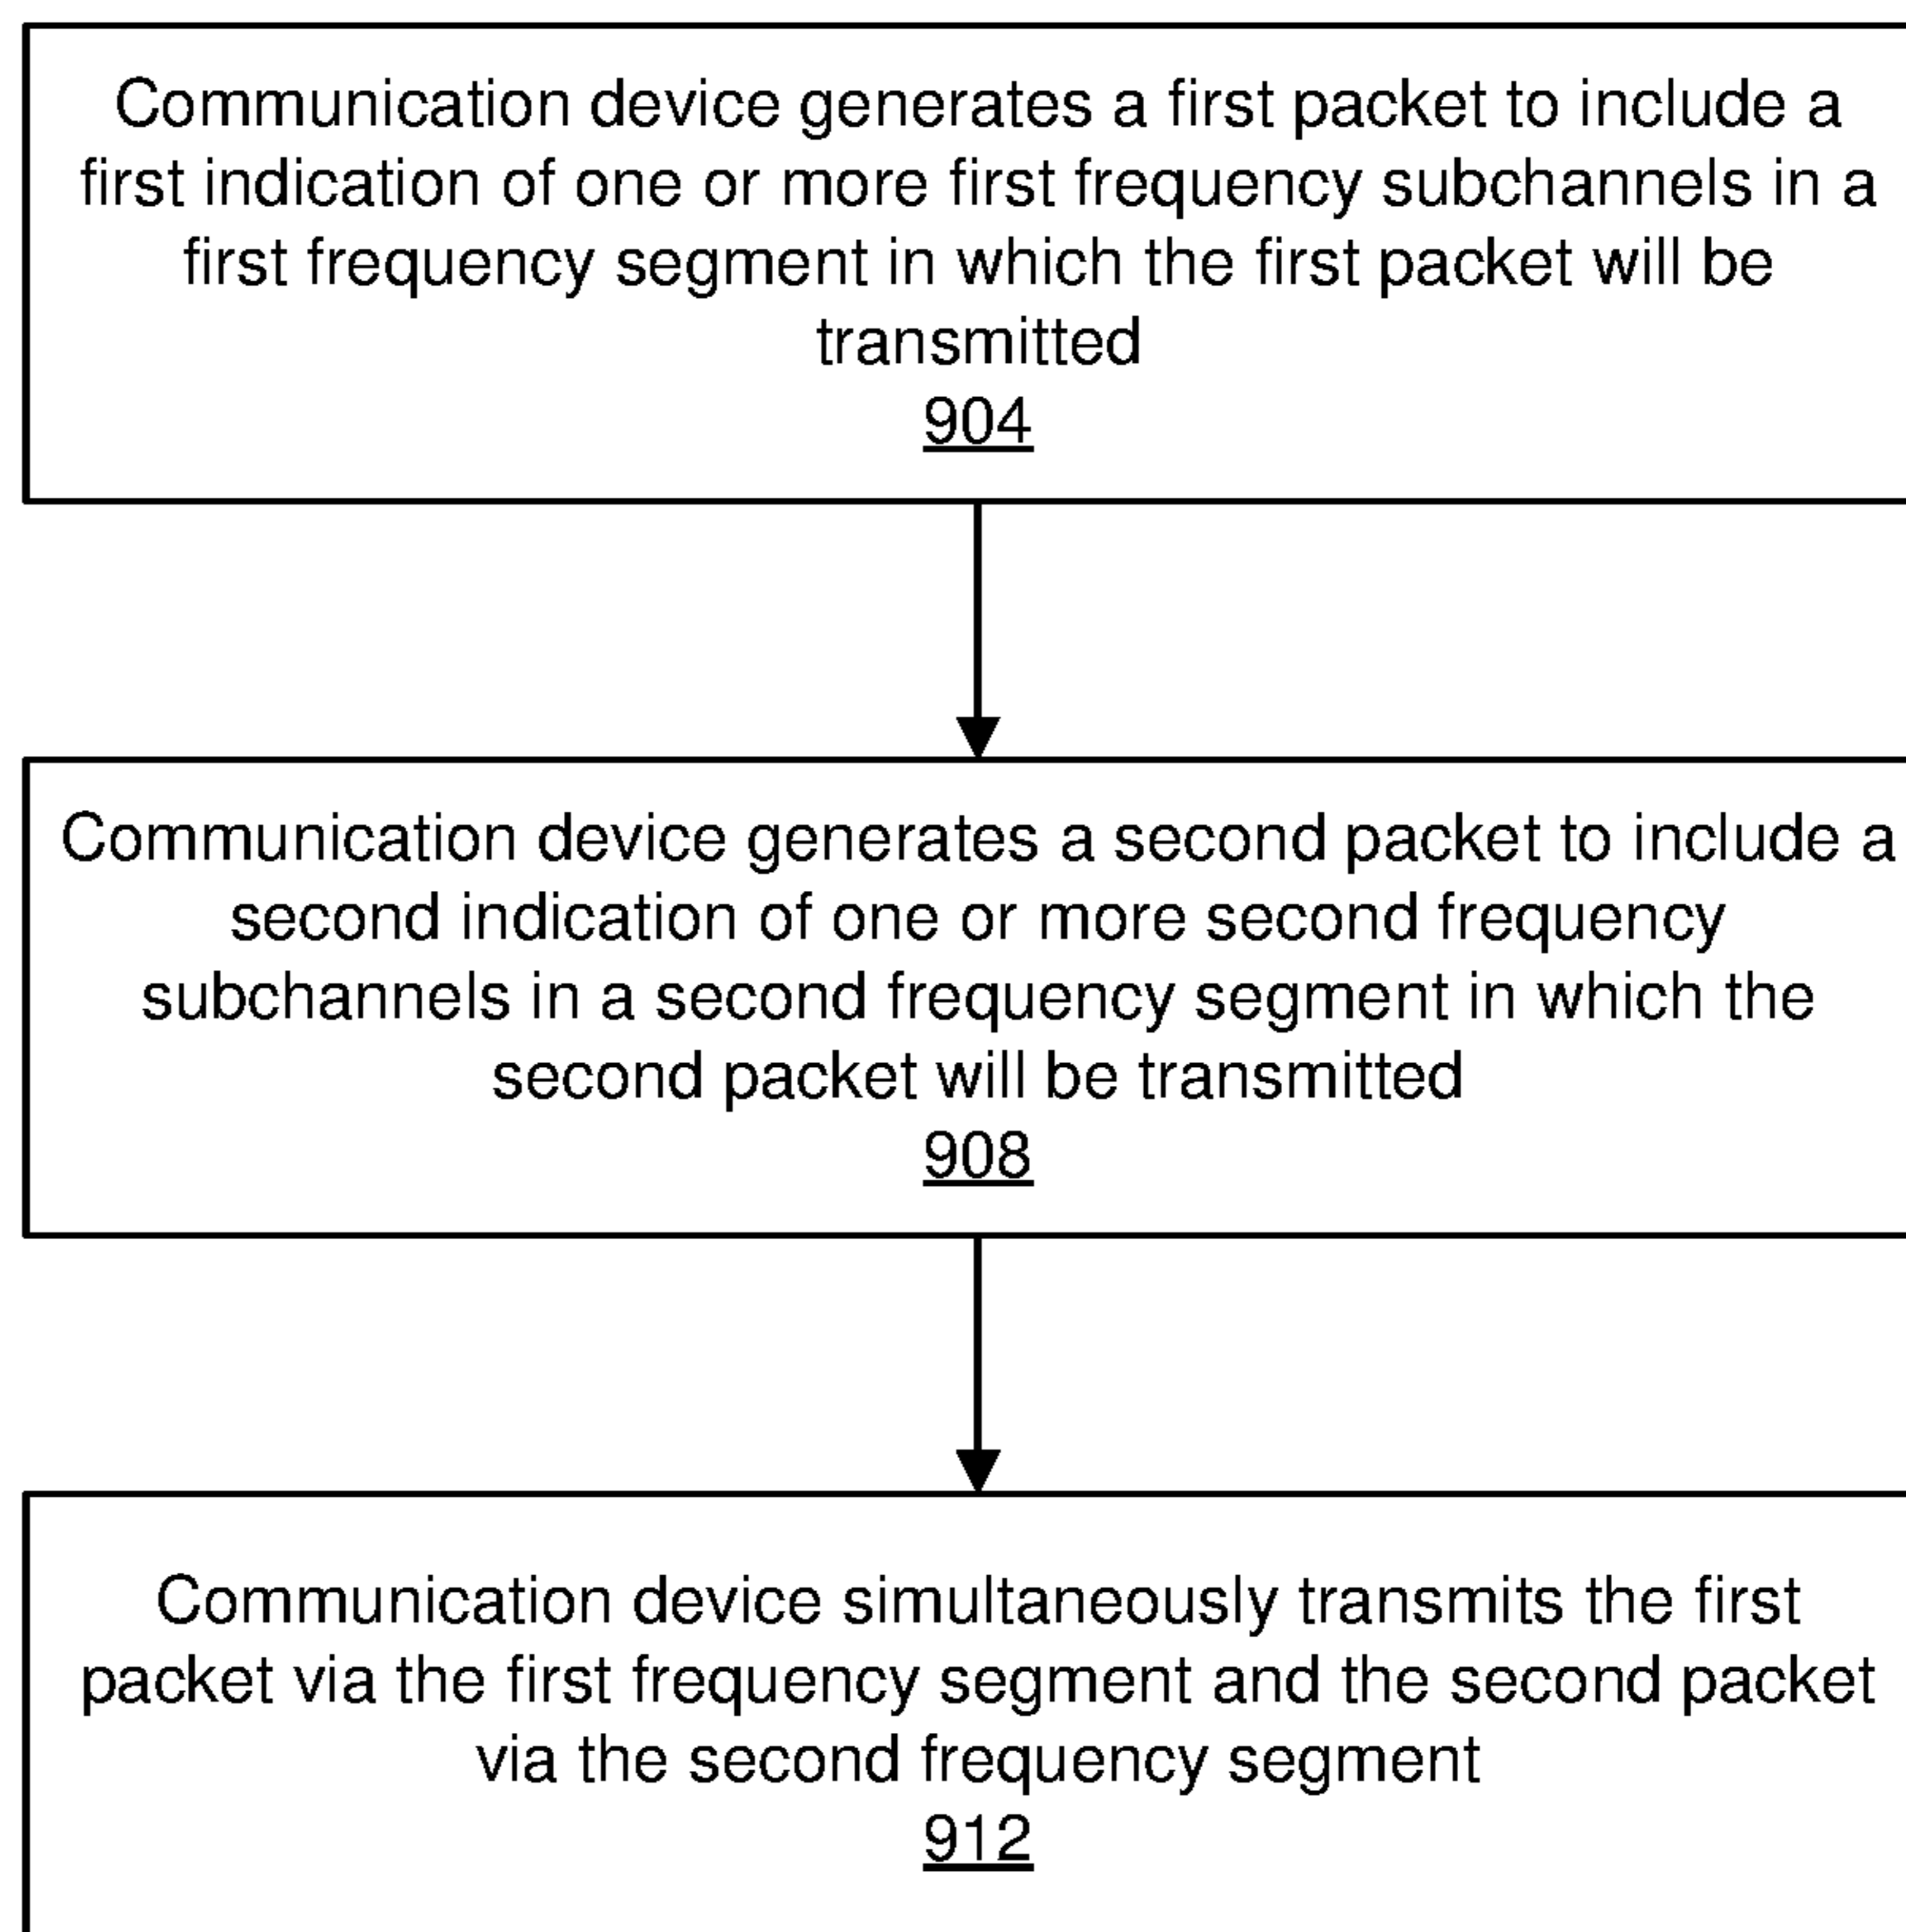 Communication device generates a first packet to include a
first indication of one or more first frequency subchannels in a
first frequency segment in which the first packet will be
transmitted
904
Communication device generates a second packet to include a
second indication of one or more second frequency
subchannels in a second frequency segment in which the
second packet will be transmitted
908
Communication device simultaneously transmits the first
packet via the first frequency segment and the second packet
via the second frequency segment
912